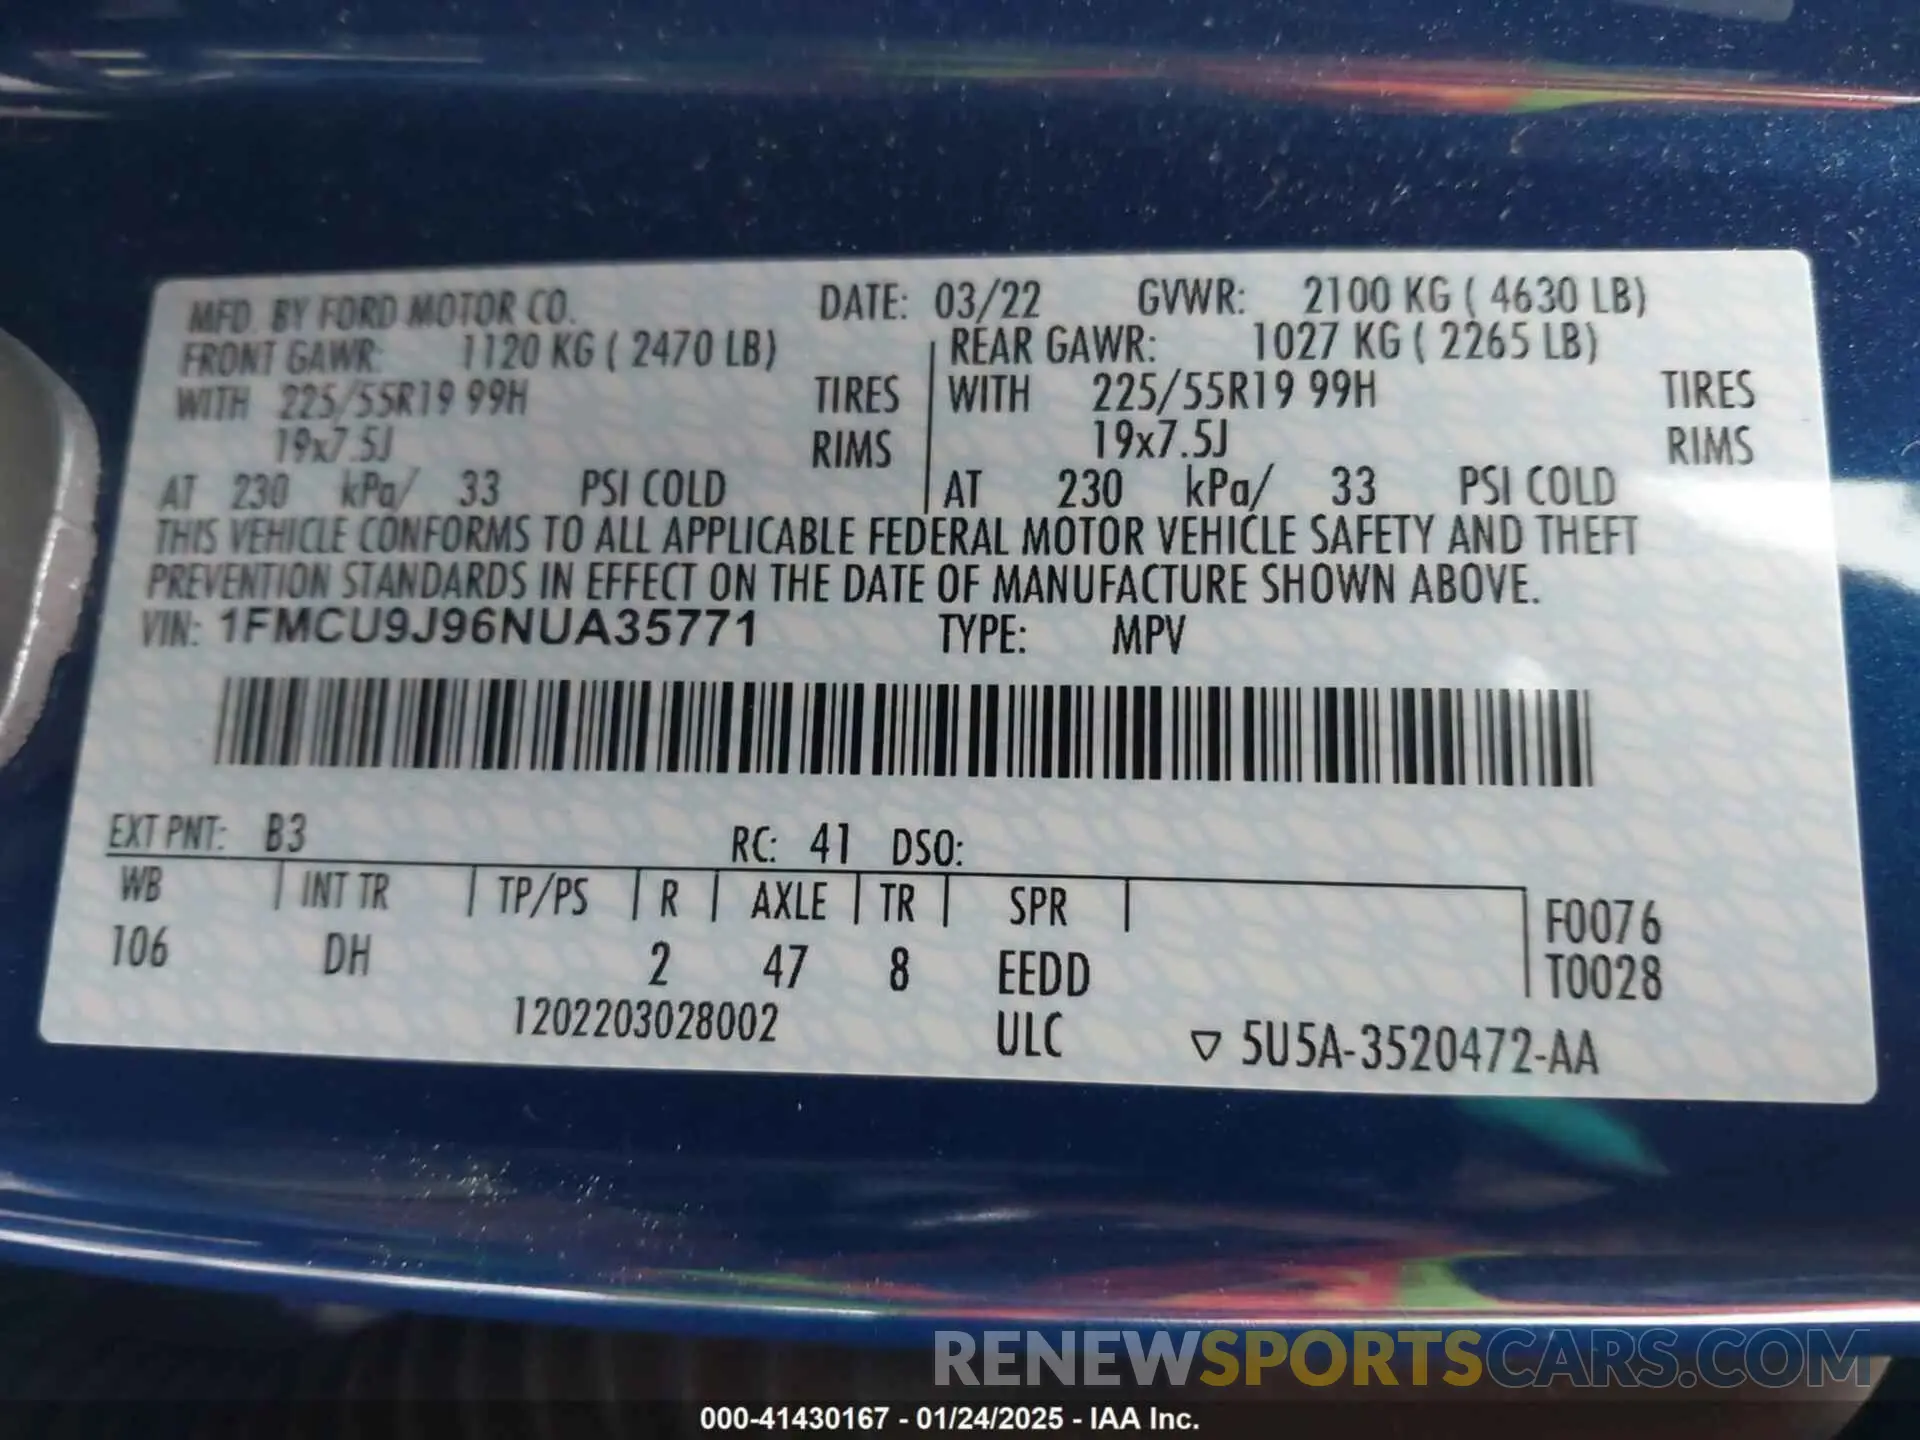 MFD. BY FORD MOTOR CO. DATE: 03/22 GVWR: 2100 KG ( 4630 LB)
FRONT GAWR: 1120 KG ( 2470 LB) REAR GAWR: 1027 KG ( 2265 LB)
WITH 225/55R19 99H TIRES WITH 225/55R19 99H TIRES
19x7.5J RIMS 19x7.5J RIMS
AT 230 kPa/ 33 PSI COLD AT 230 kPa/ 33 PSI COLD
THIS VEHICLE CONFORMS TO ALL APPLICABLE FEDERAL MOTOR VEHICLE SAFETY AND THEFT
PREVENTION STANDARDS IN EFFECT ON THE DATE OF MANUFACTURE SHOWN ABOVE.
VIN: 1FMCU9J96NUA35771 TYPE: MPV
EXT PNT: B3 RC: 41 DSO:
WB INT TR TP/PS R AXLE TR SPR F0076
106 DH 2 47 8 EEDD T0028
1202203028002 ULC ▽ 5U5A-3520472-AA
RENEWSPORTSCARS.COM
000-41430167 - 01/24/2025 - IAA Inc.